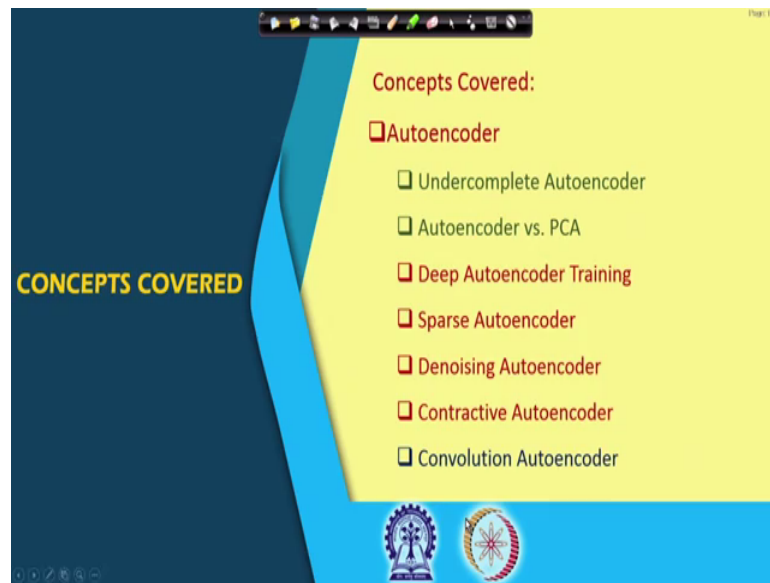 CONCEPTS COVERED
Concepts Covered:
Autoencoder
Undercomplete Autoencoder
Autoencoder vs. PCA
Deep Autoencoder Training
Sparse Autoencoder
Denoising Autoencoder
Contractive Autoencoder
Convolution Autoencoder